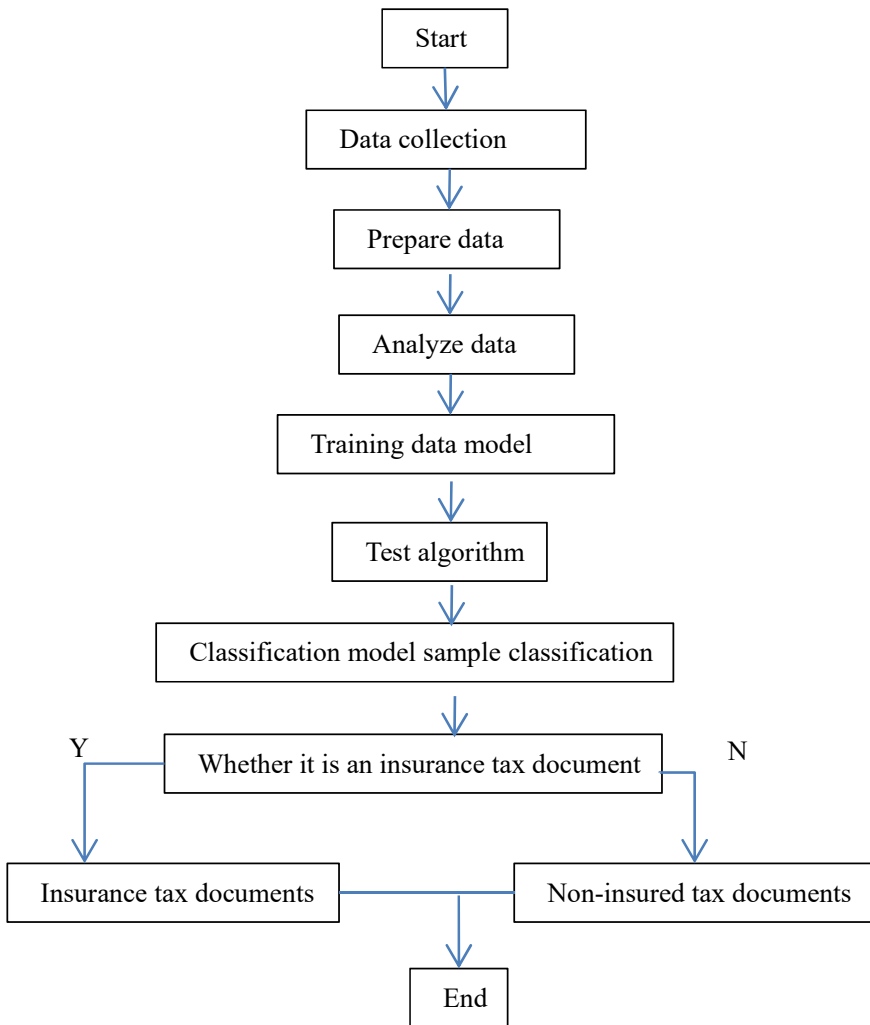 Start
Data collection
Prepare data
Analyze data
Training data model
Test algorithm
Classification model sample classification
Y
Whether it is an insurance tax document
N
Insurance tax documents
Non-insured tax documents
End